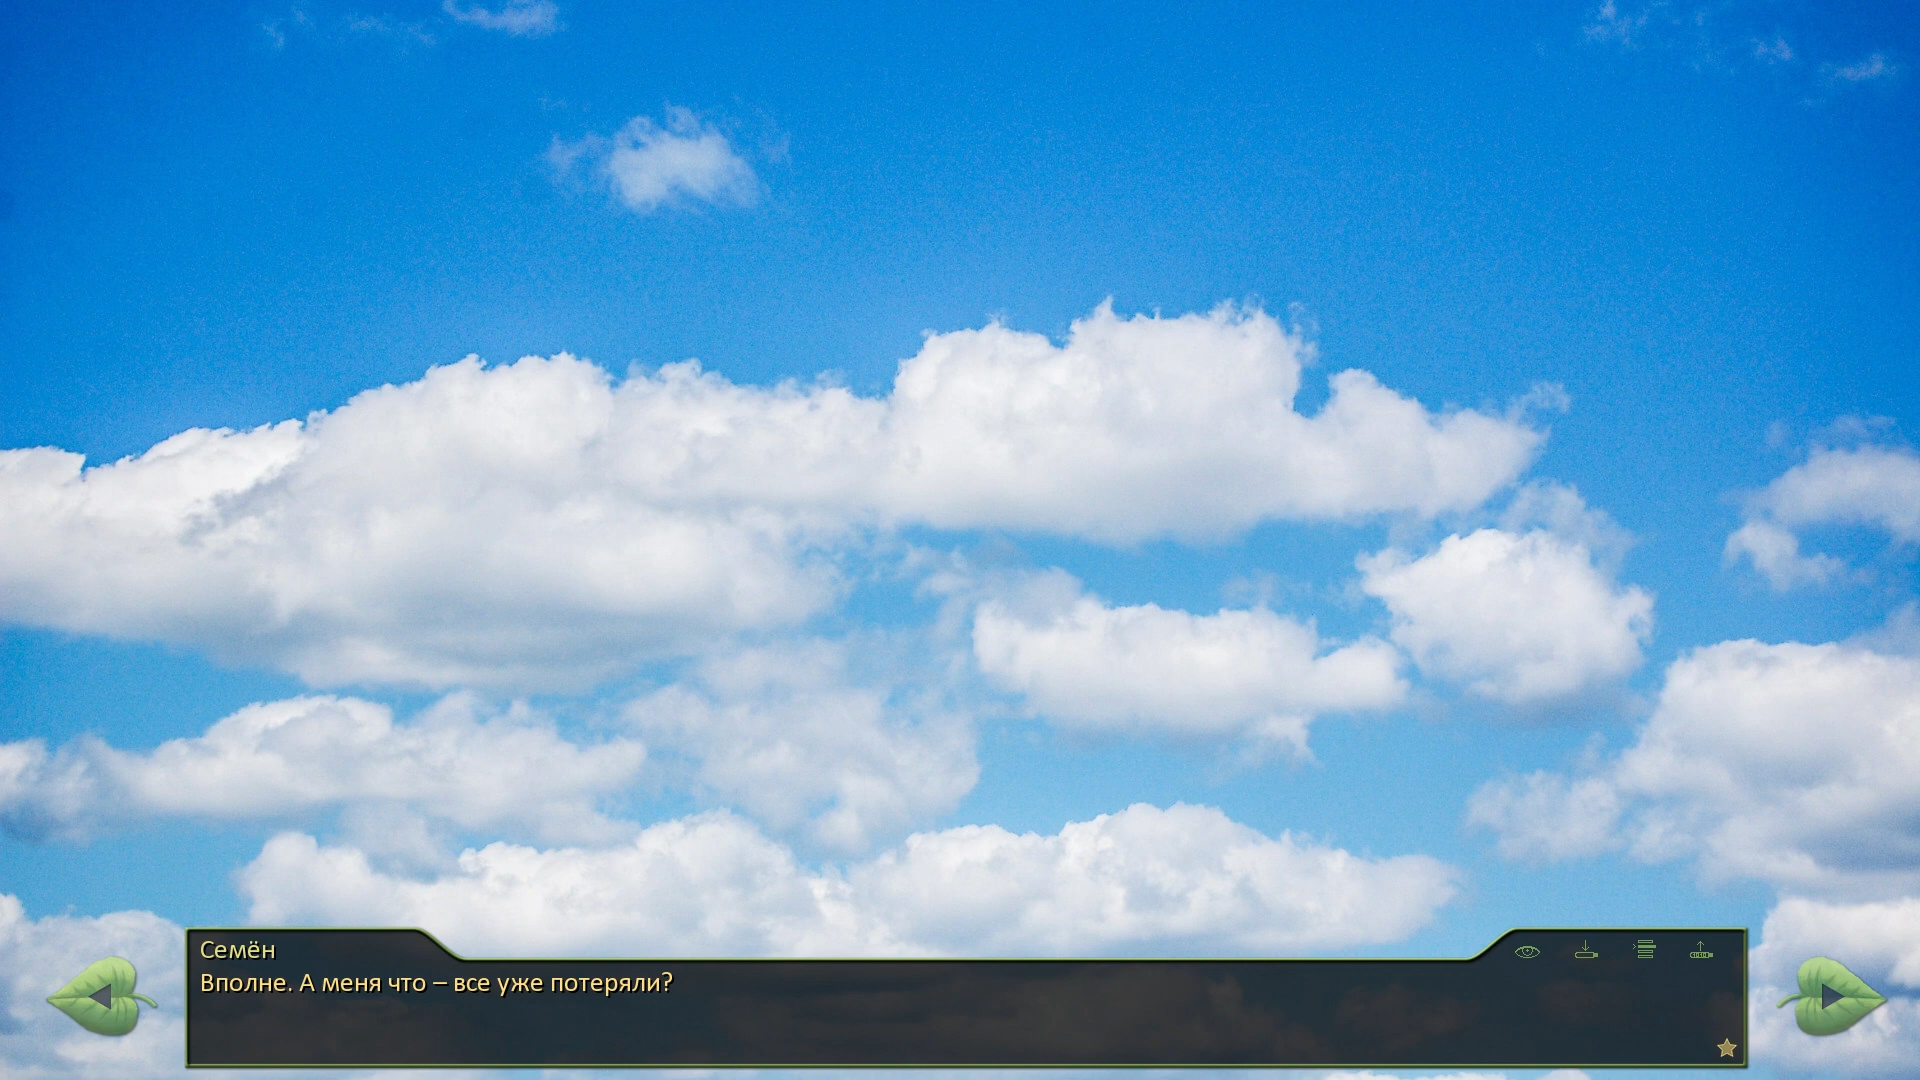 Семён
Вполне. А меня что – все уже потеряли?